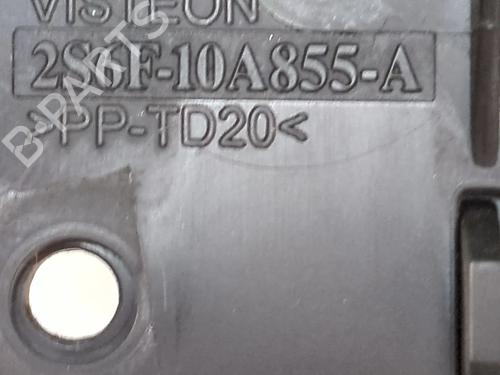 VISTEON
2S6F-10A855-A
>PP-TD20<
B-PARTS